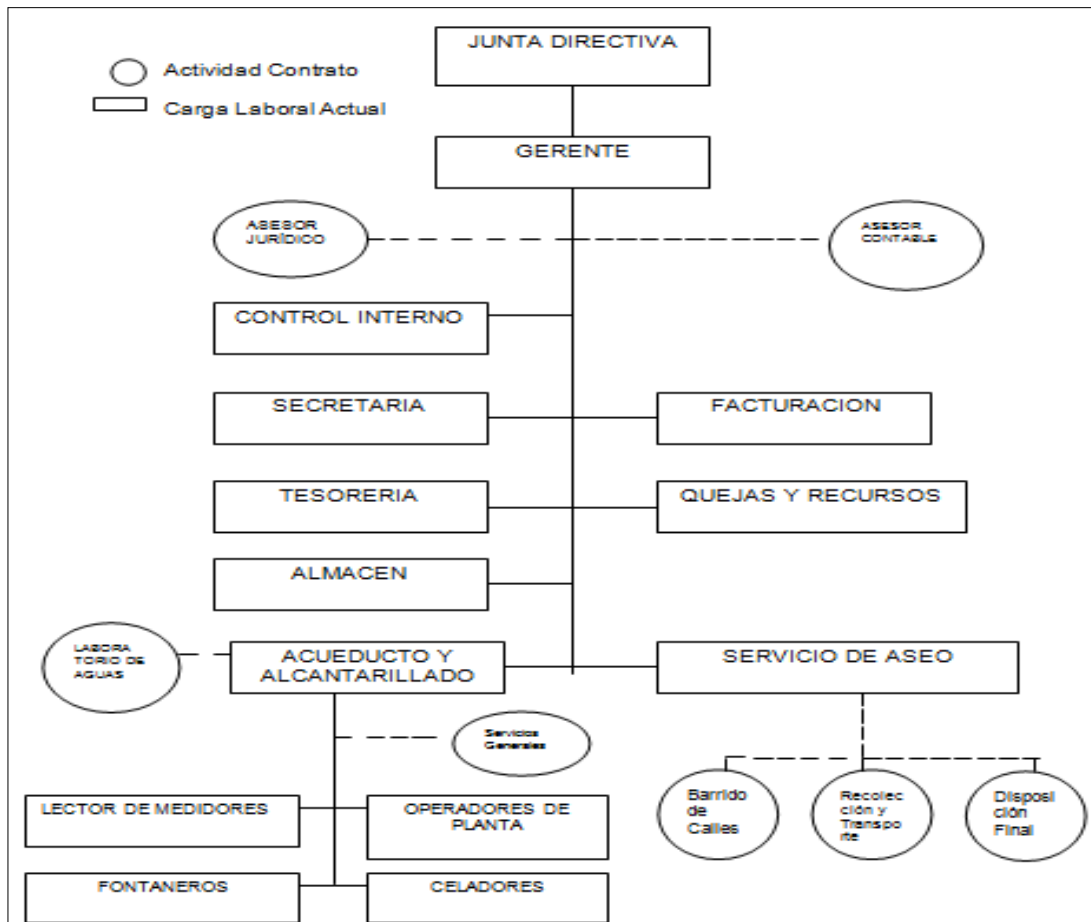 JUNTA DIRECTIVA
Actividad Contrato
Carga Laboral Actual
GERENTE
ASESOR
JURÍDICO
ASESOR
CONTABLE
CONTROL INTERNO
SECRETARIA
FACTURACION
TESORERIA
QUEJAS Y RECURSOS
ALMACEN
LABORA
TORIO DE
AGUAS
ACUEDUCTO Y
ALCANTARILLADO
SERVICIO DE ASEO
Servicios
Generales
LECTOR DE MEDIDORES
OPERADORES DE
PLANTA
Barrido
de
Calles
Recolec
ción y
Transpo
rte
Disposi
ción
Final
FONTANEROS
CELADORES